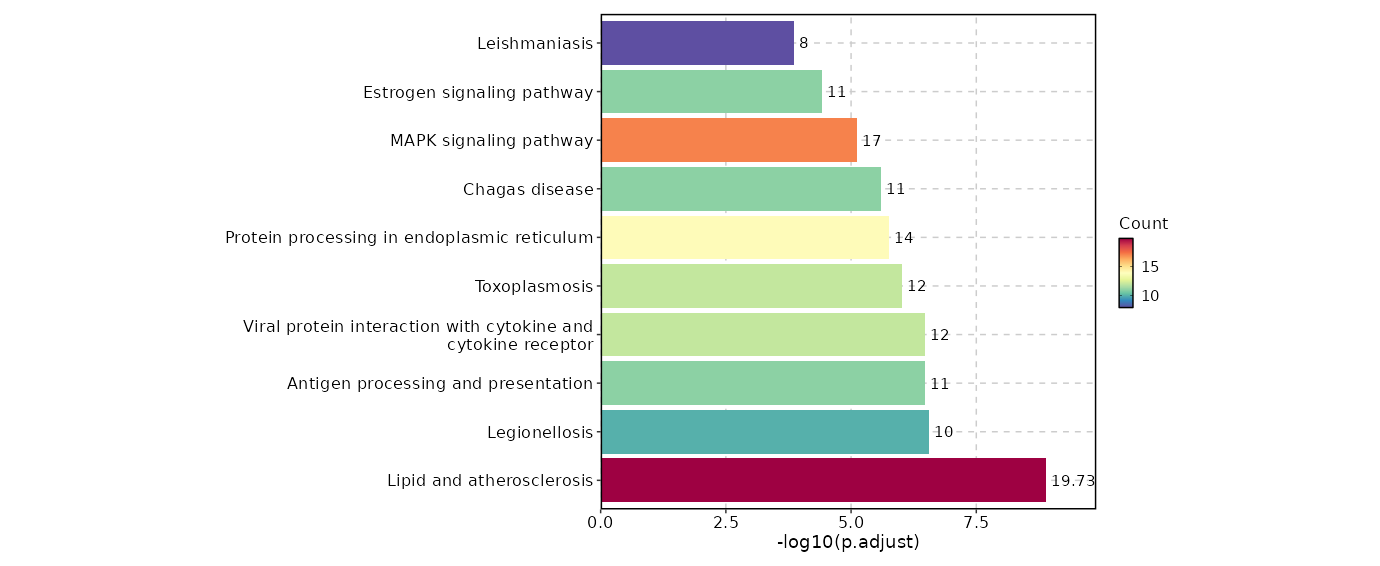 Leishmaniasis
8
Estrogen signaling pathway
11
MAPK signaling pathway
17
Chagas disease
11
Protein processing in endoplasmic reticulum
14
Toxoplasmosis
12
Viral protein interaction with cytokine and
cytokine receptor
12
Antigen processing and presentation
11
Legionellosis
10
Lipid and atherosclerosis
19.73
0.0
2.5
5.0
7.5
-log10(p.adjust)
Count
15
10